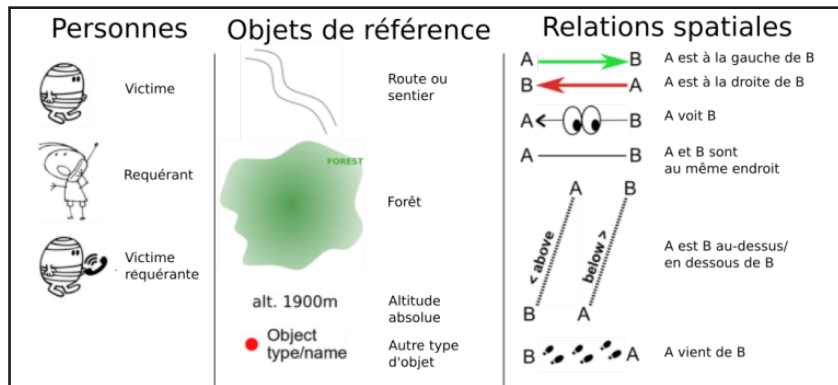 Personnes
Victime
Requérant
Victime
réquérante
Objets de référence
Route ou
sentier
FOREST
Forêt
alt. 1900m
Altitude
absolue
Object
type/name
Autre type
d'objet
Relations spatiales
A B
A est à la gauche de B
B A
A est à la droite de B
A B
A voit B
A B
A et B sont
au même endroit
A B
< above
below >
B A
A est B au-dessus/
en dessous de B
B A
A vient de B